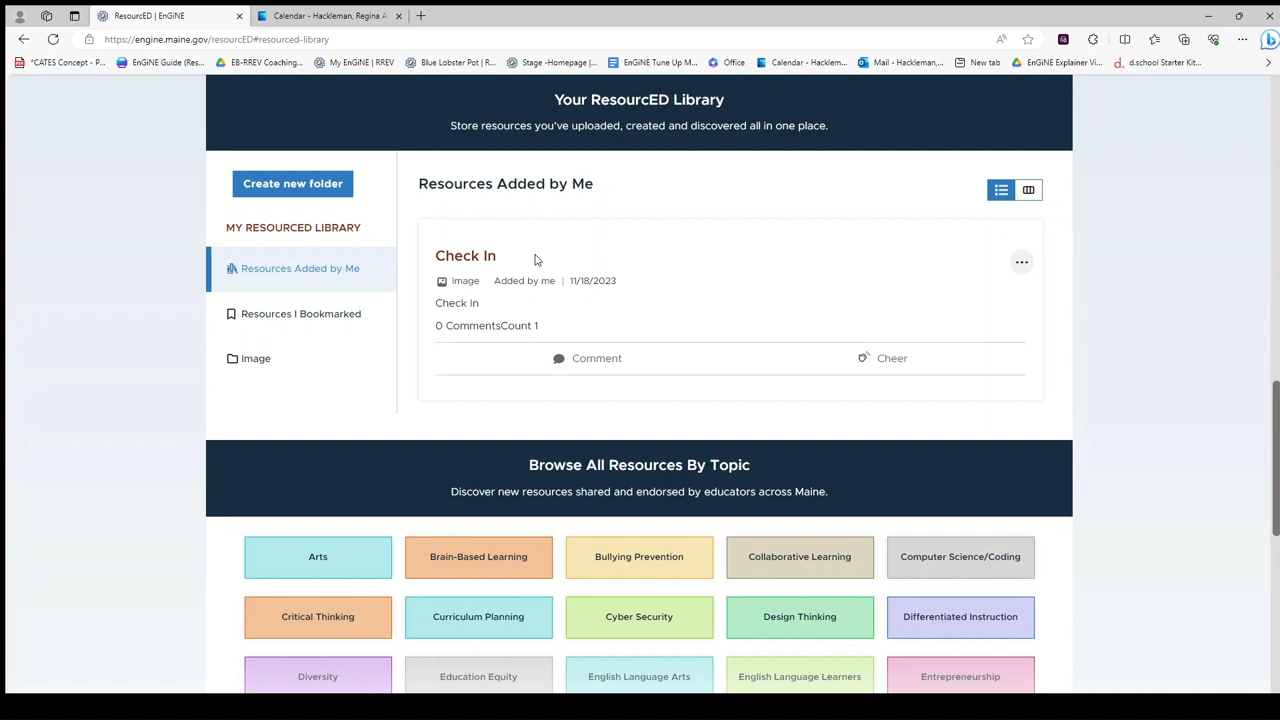 ResourcED | EnGiNE
Calendar - Hackleman, Regina A
https://engine.maine.gov/resourcED#resourced-library
*CATES Concept - P...
EnGiNE Guide (Res...
EB-RREV Coaching...
My EnGiNE | RREV
Blue Lobster Pot | R...
Stage -Homepage |...
EnGiNE Tune Up M...
Office
Calendar - Hacklem...
Mail - Hackleman,...
New tab
EnGiNE Explainer Vi...
d.school Starter Kit...
Your ResourcED Library
Store resources you've uploaded, created and discovered all in one place.
Create new folder
MY RESOURCED LIBRARY
Resources Added by Me
Resources I Bookmarked
Image
Resources Added by Me
Check In
Image Added by me | 11/18/2023
Check In
0 CommentsCount 1
Comment
Cheer
Browse All Resources By Topic
Discover new resources shared and endorsed by educators across Maine.
Arts
Brain-Based Learning
Bullying Prevention
Collaborative Learning
Computer Science/Coding
Critical Thinking
Curriculum Planning
Cyber Security
Design Thinking
Differentiated Instruction
Diversity
Education Equity
English Language Arts
English Language Learners
Entrepreneurship